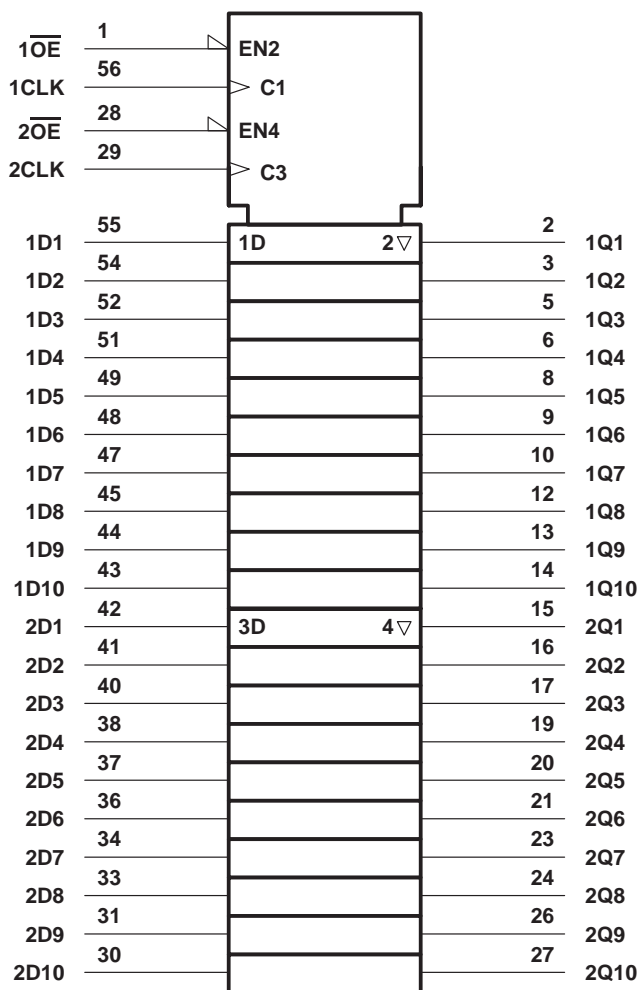 1O̅E̅ 1 EN2
1CLK 56 C1
2O̅E̅ 28 EN4
2CLK 29 C3
1D1 55 1D 2▽ 2 1Q1
1D2 54 3 1Q2
1D3 52 5 1Q3
1D4 51 6 1Q4
1D5 49 8 1Q5
1D6 48 9 1Q6
1D7 47 10 1Q7
1D8 45 12 1Q8
1D9 44 13 1Q9
1D10 43 14 1Q10
2D1 42 3D 4▽ 15 2Q1
2D2 41 16 2Q2
2D3 40 17 2Q3
2D4 38 19 2Q4
2D5 37 20 2Q5
2D6 36 21 2Q6
2D7 34 23 2Q7
2D8 33 24 2Q8
2D9 31 26 2Q9
2D10 30 27 2Q10